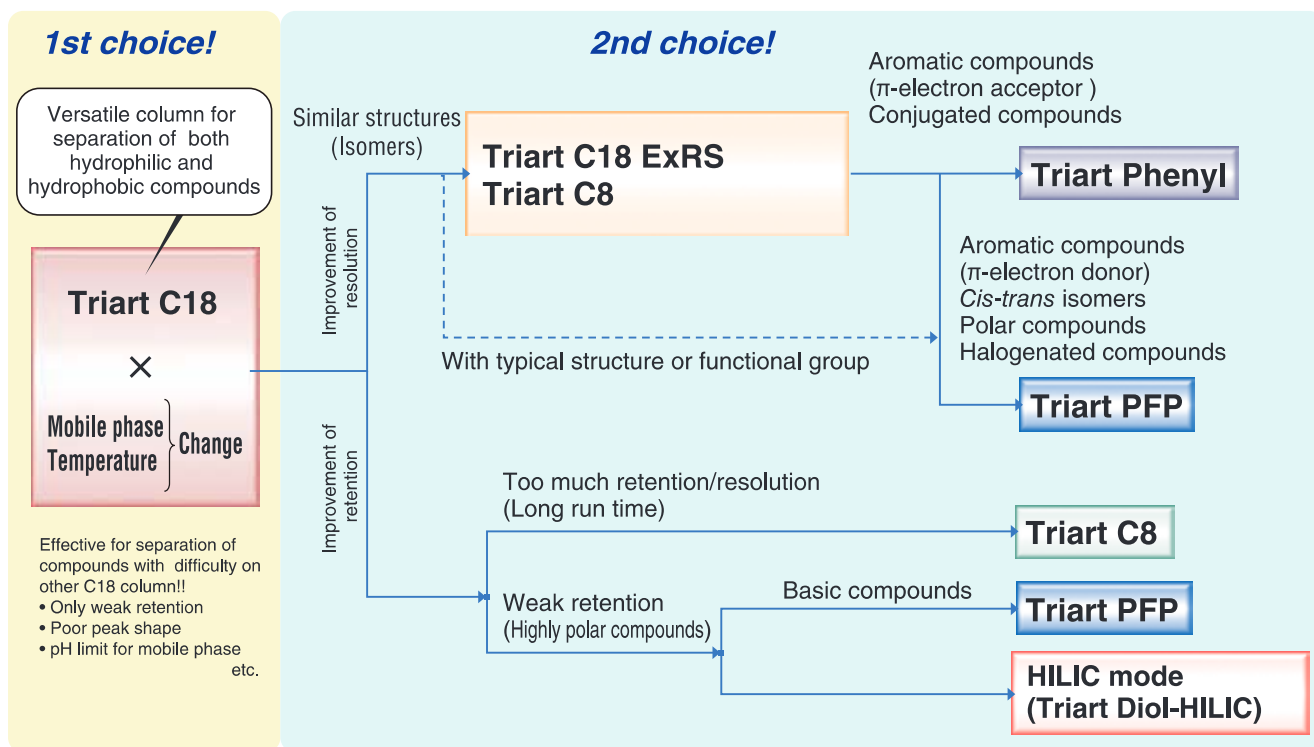 1st choice!
Versatile column for
separation of both
hydrophilic and
hydrophobic compounds
Triart C18
×
Mobile phase
Temperature
Change
Effective for separation of
compounds with difficulty on
other C18 column!!
• Only weak retention
• Poor peak shape
• pH limit for mobile phase
etc.
2nd choice!
Improvement of
resolution
Similar structures
(Isomers)
Triart C18 ExRS
Triart C8
With typical structure or functional group
Aromatic compounds
(π-electron acceptor )
Conjugated compounds
Triart Phenyl
Aromatic compounds
(π-electron donor)
Cis-trans isomers
Polar compounds
Halogenated compounds
Triart PFP
Improvement of
retention
Too much retention/resolution
(Long run time)
Triart C8
Weak retention
(Highly polar compounds)
Basic compounds
Triart PFP
HILIC mode
(Triart Diol-HILIC)